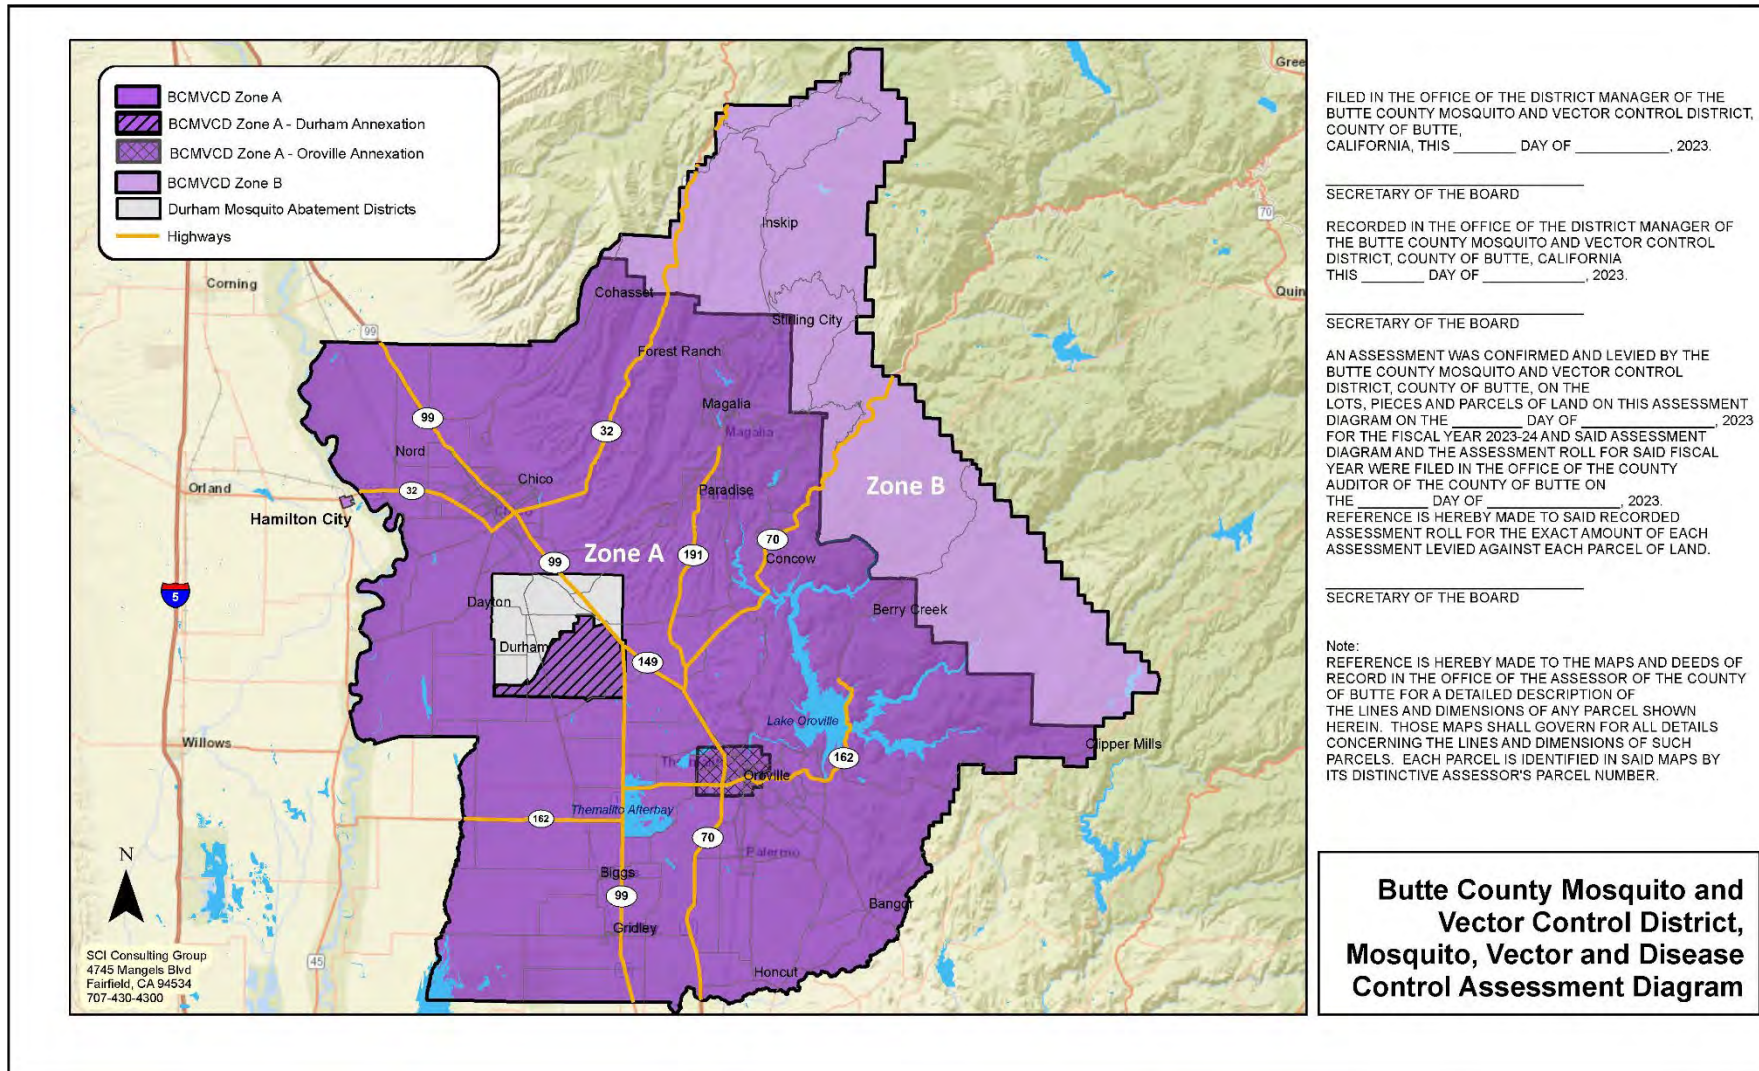 BCMVCD Zone A
BCMVCD Zone A - Durham Annexation
BCMVCD Zone A - Oroville Annexation
BCMVCD Zone B
Durham Mosquito Abatement Districts
Highways
Gree
70
Quin
Inskip
Corning
Cohasset
Stirling City
99
Forest Ranch
99
Magalia
Magalia
32
Nord
Chico
Paradise
Zone B
Orland
32
Hamilton City
Zone A
191
70
Concow
99
5
Dayton
Berry Creek
Durham
149
Lake Oroville
Willows
Clipper Mills
162
Oroville
Themalito Afterbay
162
70
Palermo
N
Biggs
99
Bangor
Gridley
Honcut
45
SCI Consulting Group
4745 Mangels Blvd
Fairfield, CA 94534
707-430-4300
FILED IN THE OFFICE OF THE DISTRICT MANAGER OF THE
BUTTE COUNTY MOSQUITO AND VECTOR CONTROL DISTRICT,
COUNTY OF BUTTE,
CALIFORNIA, THIS ________ DAY OF ____________, 2023.
SECRETARY OF THE BOARD
RECORDED IN THE OFFICE OF THE DISTRICT MANAGER OF
THE BUTTE COUNTY MOSQUITO AND VECTOR CONTROL
DISTRICT, COUNTY OF BUTTE, CALIFORNIA
THIS ________ DAY OF _____________, 2023.
SECRETARY OF THE BOARD
AN ASSESSMENT WAS CONFIRMED AND LEVIED BY THE
BUTTE COUNTY MOSQUITO AND VECTOR CONTROL
DISTRICT, COUNTY OF BUTTE, ON THE
LOTS, PIECES AND PARCELS OF LAND ON THIS ASSESSMENT
DIAGRAM ON THE _________ DAY OF _________________, 2023
FOR THE FISCAL YEAR 2023-24 AND SAID ASSESSMENT
DIAGRAM AND THE ASSESSMENT ROLL FOR SAID FISCAL
YEAR WERE FILED IN THE OFFICE OF THE COUNTY
AUDITOR OF THE COUNTY OF BUTTE ON
THE _________ DAY OF _________________, 2023.
REFERENCE IS HEREBY MADE TO SAID RECORDED
ASSESSMENT ROLL FOR THE EXACT AMOUNT OF EACH
ASSESSMENT LEVIED AGAINST EACH PARCEL OF LAND.
SECRETARY OF THE BOARD
Note:
REFERENCE IS HEREBY MADE TO THE MAPS AND DEEDS OF
RECORD IN THE OFFICE OF THE ASSESSOR OF THE COUNTY
OF BUTTE FOR A DETAILED DESCRIPTION OF
THE LINES AND DIMENSIONS OF ANY PARCEL SHOWN
HEREIN. THOSE MAPS SHALL GOVERN FOR ALL DETAILS
CONCERNING THE LINES AND DIMENSIONS OF SUCH
PARCELS. EACH PARCEL IS IDENTIFIED IN SAID MAPS BY
ITS DISTINCTIVE ASSESSOR'S PARCEL NUMBER.
Butte County Mosquito and
Vector Control District,
Mosquito, Vector and Disease
Control Assessment Diagram